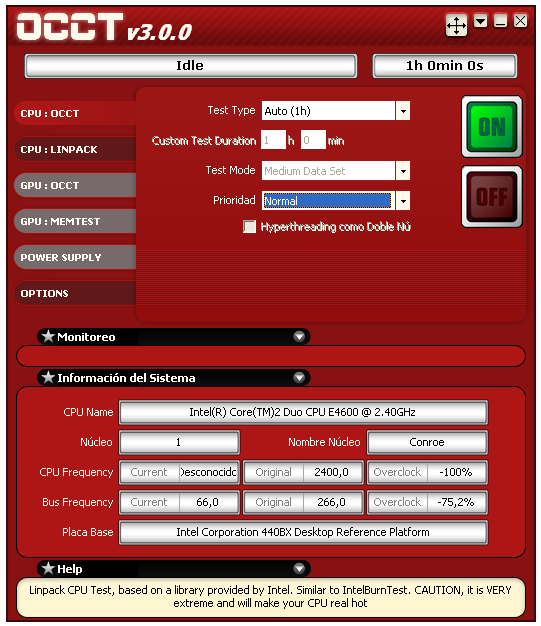 OCCT v3.0.0
Idle
1h 0min 0s
CPU : OCCT
CPU : LINPACK
GPU : OCCT
GPU : MEMTEST
POWER SUPPLY
OPTIONS
Test Type Auto (1h)
Custom Test Duration 1 h 0 min
Test Mode Medium Data Set
Prioridad Normal
Hyperthreading como Doble Nú
ON
OFF
Monitoreo
Información del Sistema
CPU Name Intel(R) Core(TM)2 Duo CPU E4600 @ 2.40GHz
Núcleo 1 Nombre Núcleo Conroe
CPU Frequency Current Desconocido Original 2400,0 Overclock -100%
Bus Frequency Current 66,0 Original 266,0 Overclock -75,2%
Placa Base Intel Corporation 440BX Desktop Reference Platform
Help
Linpack CPU Test, based on a library provided by Intel. Similar to IntelBurnTest. CAUTION, it is VERY
extreme and will make your CPU real hot